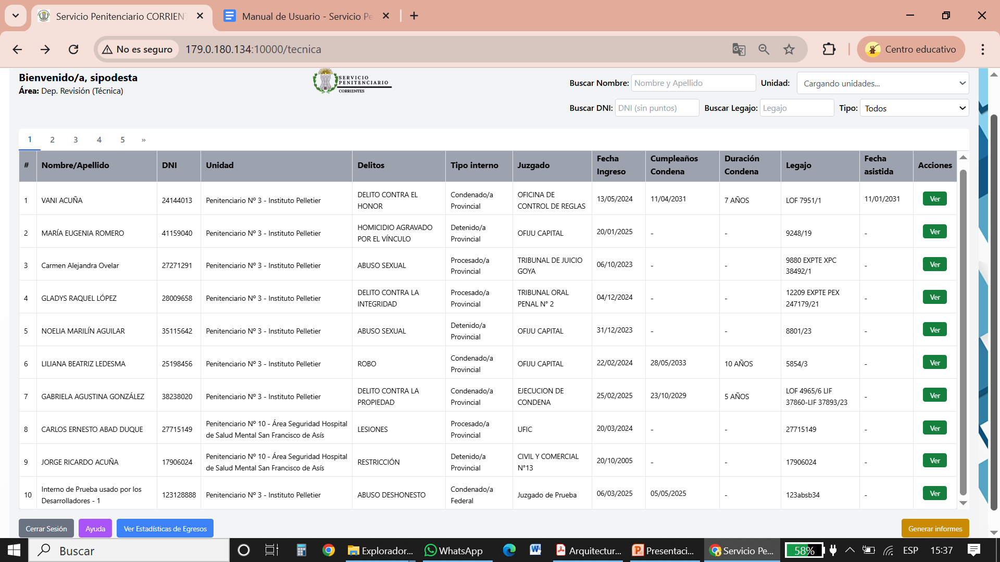 Servicio Penitenciario CORRIEN
Manual de Usuario - Servicio Pe
No es seguro
179.0.180.134:10000/tecnica
Centro educativo
Bienvenido/a, sipodesta
Área: Dep. Revisión (Técnica)
SERVICIO
PENITENCIARIO
CORRIENTES
Buscar Nombre: Nombre y Apellido Unidad: Cargando unidades...
Buscar DNI: DNI (sin puntos) Buscar Legajo: Legajo Tipo: Todos
1 2 3 4 5 »
# Nombre/Apellido DNI Unidad Delitos Tipo interno Juzgado Fecha Ingreso Cumpleaños Condena Duración Condena Legajo Fecha asistida Acciones
1 VANI ACUÑA 24144013 Penitenciario Nº 3 - Instituto Pelletier DELITO CONTRA EL HONOR Condenado/a Provincial OFICINA DE CONTROL DE REGLAS 13/05/2024 11/04/2031 7 AÑOS LOF 7951/1 11/01/2031 Ver
2 MARÍA EUGENIA ROMERO 41159040 Penitenciario Nº 3 - Instituto Pelletier HOMICIDIO AGRAVADO POR EL VÍNCULO Detenido/a Provincial OFIJU CAPITAL 20/01/2025 - - 9248/19 - Ver
3 Carmen Alejandra Ovelar 27271291 Penitenciario Nº 3 - Instituto Pelletier ABUSO SEXUAL Procesado/a Provincial TRIBUNAL DE JUICIO GOYA 06/10/2023 - - 9880 EXPTE XPC 38492/1 - Ver
4 GLADYS RAQUEL LÓPEZ 28009658 Penitenciario Nº 3 - Instituto Pelletier DELITO CONTRA LA INTEGRIDAD Procesado/a Provincial TRIBUNAL ORAL PENAL N° 2 04/12/2024 - - 12209 EXPTE PEX 247179/21 - Ver
5 NOELIA MARILÍN AGUILAR 35115642 Penitenciario Nº 3 - Instituto Pelletier ABUSO SEXUAL Detenido/a Provincial OFIJU CAPITAL 31/12/2023 - - 8801/23 - Ver
6 LILIANA BEATRIZ LEDESMA 25198456 Penitenciario Nº 3 - Instituto Pelletier ROBO Condenado/a Provincial OFIJU CAPITAL 22/02/2024 28/05/2033 10 AÑOS 5854/3 - Ver
7 GABRIELA AGUSTINA GONZÁLEZ 38238020 Penitenciario Nº 3 - Instituto Pelletier DELITO CONTRA LA PROPIEDAD Condenado/a Provincial EJECUCION DE CONDENA 25/02/2025 23/10/2029 5 AÑOS LOF 4965/6 LIF 37860-LIF 37893/23 - Ver
8 CARLOS ERNESTO ABAD DUQUE 27715149 Penitenciario Nº 10 - Área Seguridad Hospital de Salud Mental San Francisco de Asís LESIONES Procesado/a Provincial UFIC 20/03/2024 - - 27715149 - Ver
9 JORGE RICARDO ACUÑA 17906024 Penitenciario Nº 10 - Área Seguridad Hospital de Salud Mental San Francisco de Asís RESTRICCIÓN Detenido/a Provincial CIVIL Y COMERCIAL N°13 20/10/2005 - - 17906024 - Ver
10 Interno de Prueba usado por los Desarrolladores - 1 123128888 Penitenciario Nº 3 - Instituto Pelletier ABUSO DESHONESTO Condenado/a Federal Juzgado de Prueba 06/03/2025 05/05/2025 - 123absb34 - Ver
Cerrar Sesión Ayuda Ver Estadísticas de Egresos Generar informes
Buscar Explorador... WhatsApp Arquitectur... Presentaci... Servicio Pe... 58% ESP 15:37